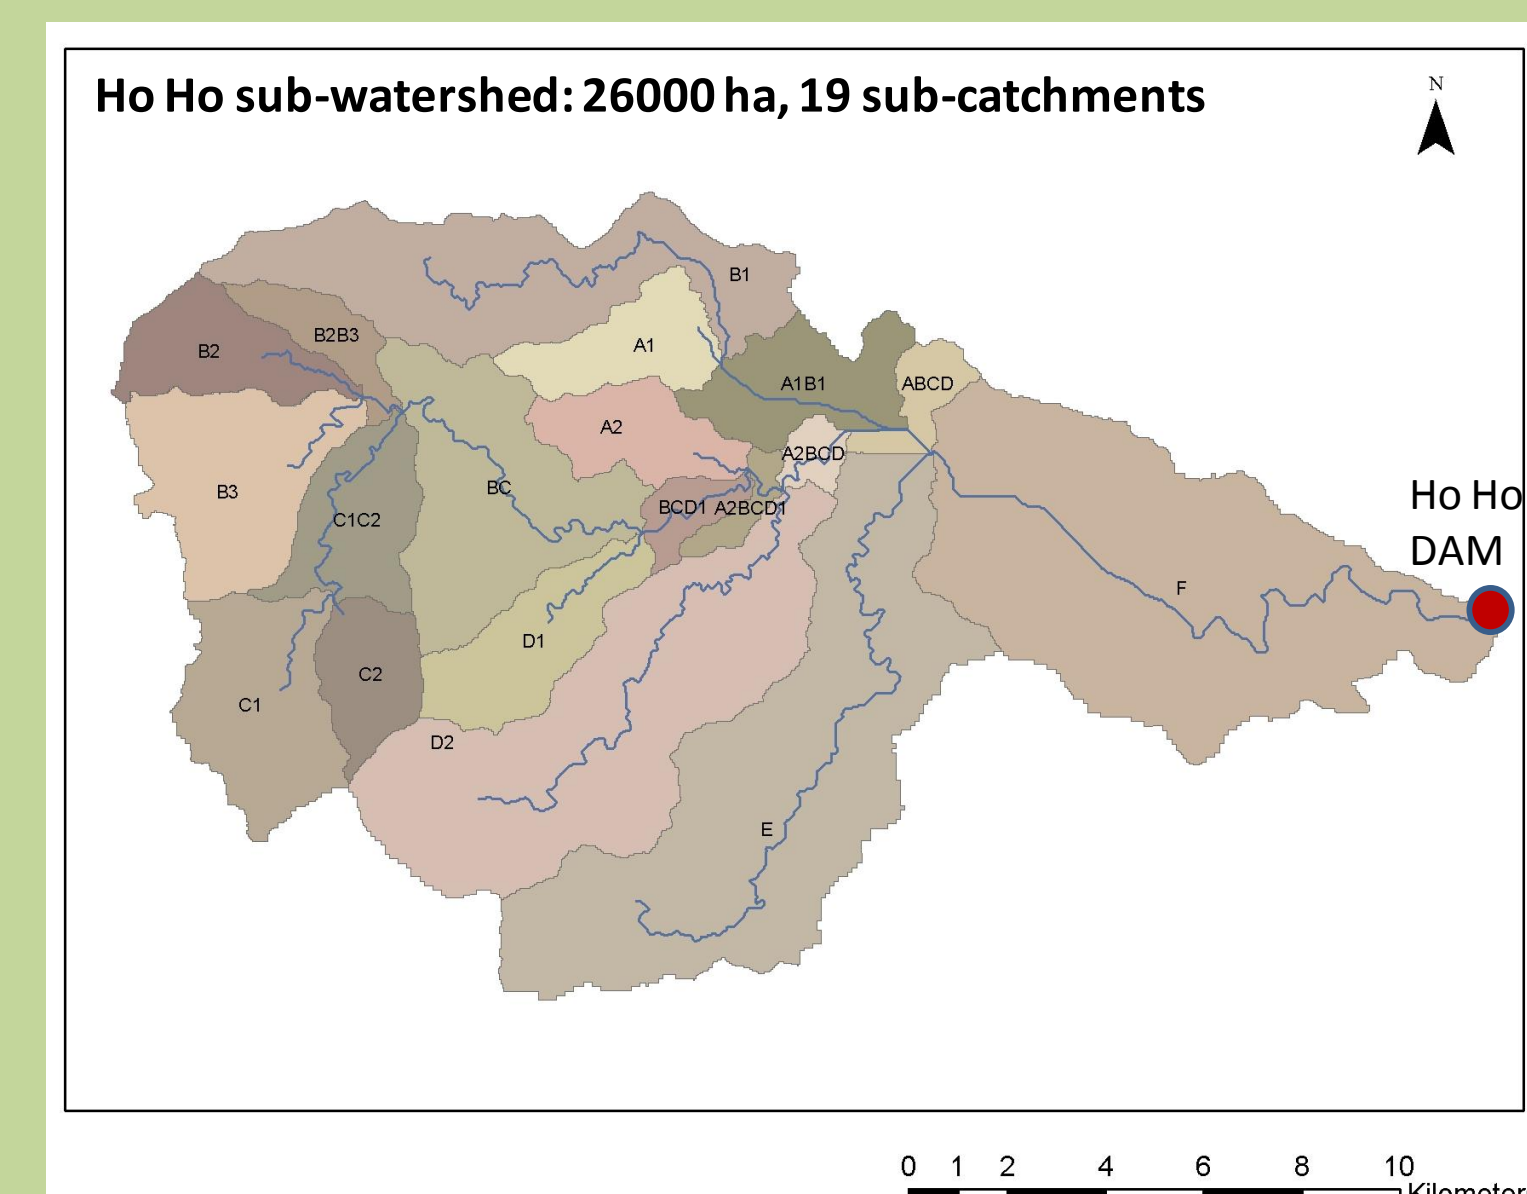 Ho Ho sub-watershed: 26000 ha, 19 sub-catchments
N
B1
B2B3
B2
A1
A1B1
ABCD
A2
A2BCD
B3
BC
BCD1
A2BCD1
C1C2
Ho Ho
DAM
F
D1
C2
C1
D2
E
0 1 2 4 6 8 10
Kilometer